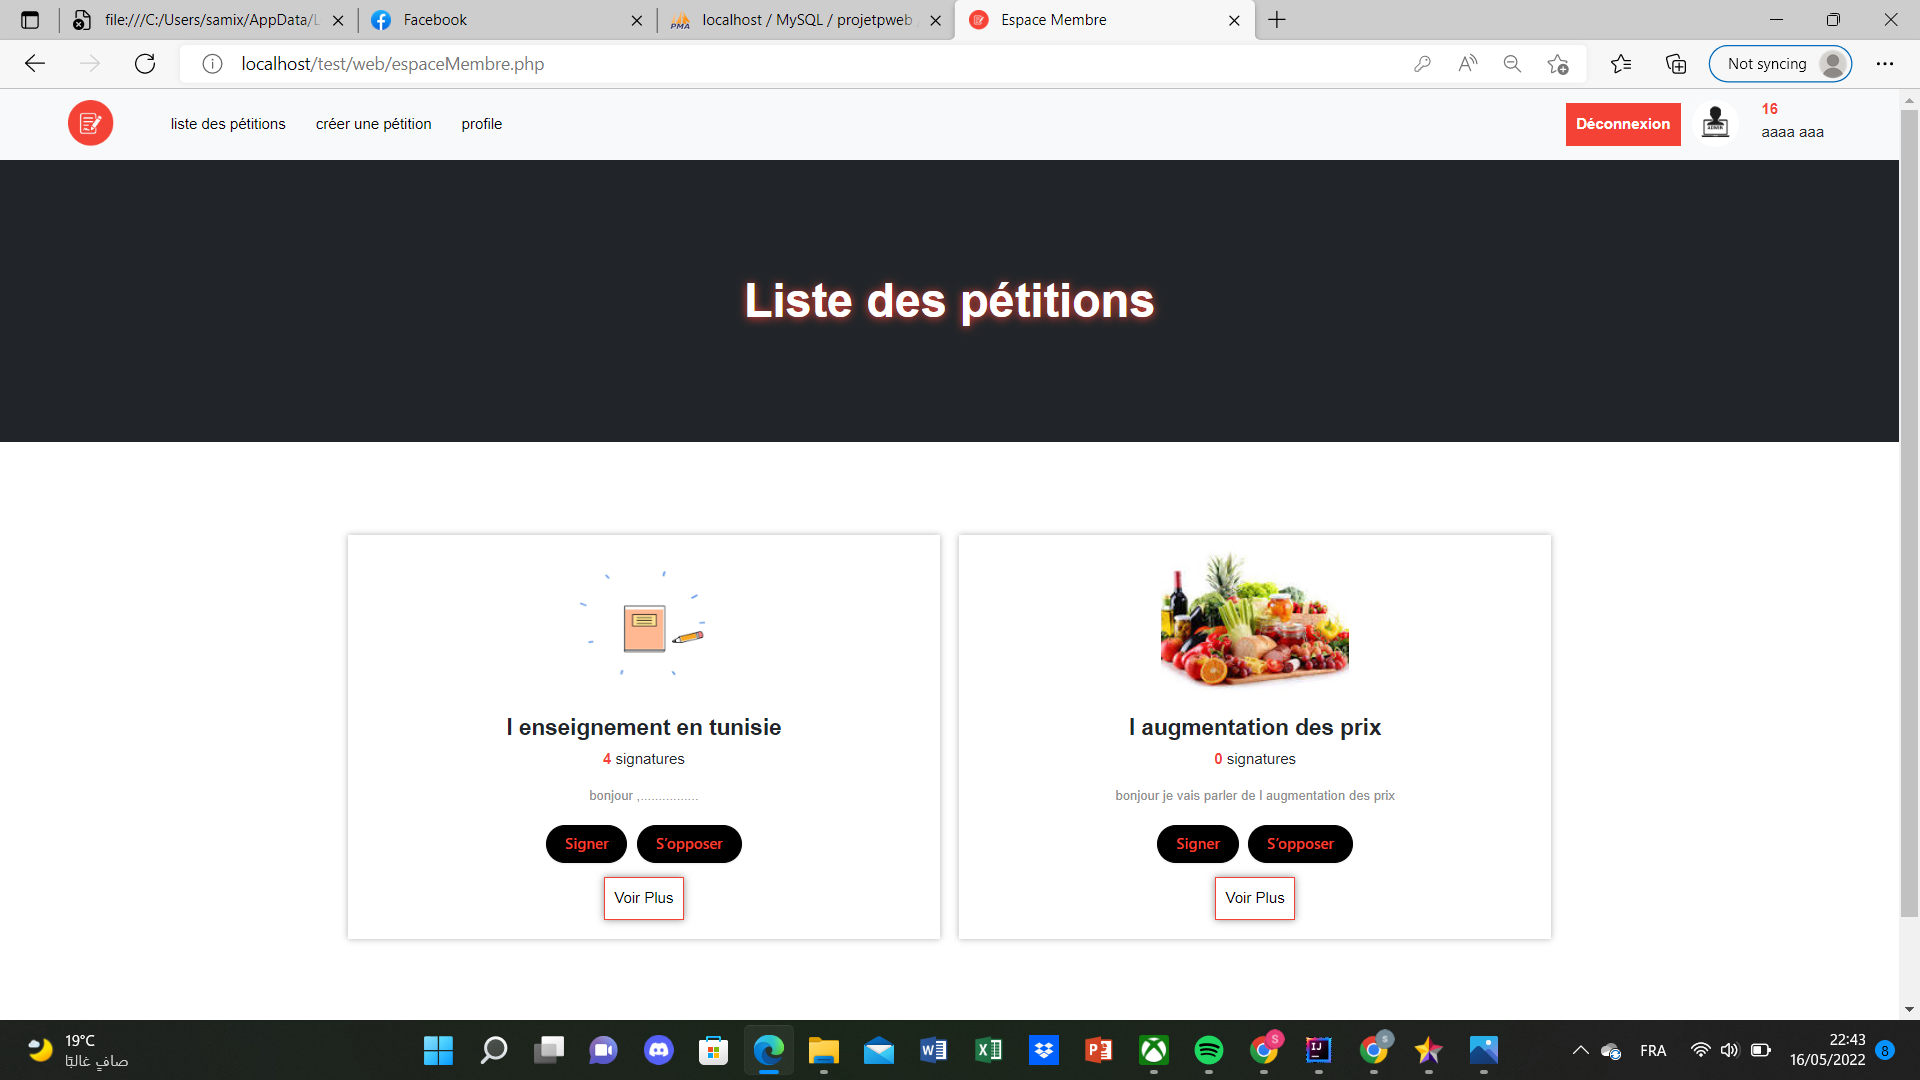 file:///C:/Users/samix/AppData/L
Facebook
localhost / MySQL / projetpweb
Espace Membre
localhost/test/web/espaceMembre.php
Not syncing
liste des pétitions
créer une pétition
profile
Déconnexion
16
aaaa aaa
Liste des pétitions
l enseignement en tunisie
4 signatures
bonjour ,................
Signer
S'opposer
Voir Plus
l augmentation des prix
0 signatures
bonjour je vais parler de l augmentation des prix
Signer
S'opposer
Voir Plus
19°C
صافٍ غالبًا
FRA
22:43
16/05/2022
8